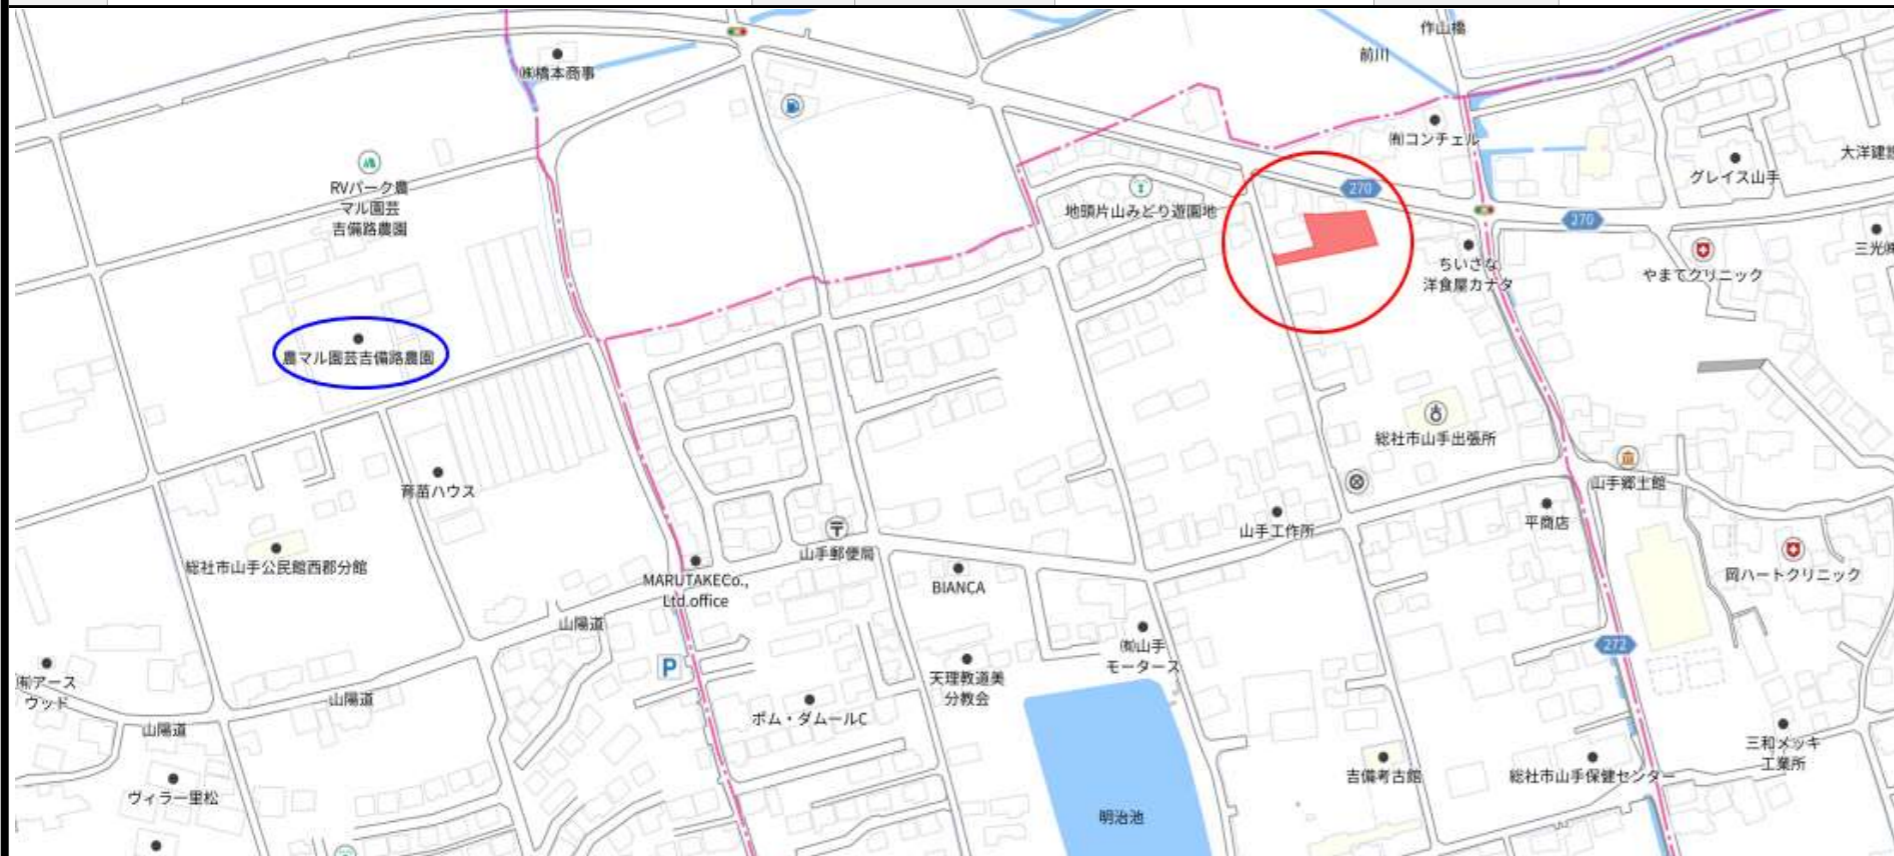 作山橋
前川
㈱橋本商事
㈲コンチェル
大洋建設
グレイス山手
RVパーク農
マル園芸
吉備路農園
270
地頭片山みどり遊園地
270
三光㈱
ちいさな
洋食屋カナタ
やまてクリニック
農マル園芸吉備路農園
総社市山手出張所
育苗ハウス
山手郷土館
山手工作所
平商店
山手郵便局
総社市山手公民館西郡分館
岡ハートクリニック
MARUTAKECo.,
Ltd.office
BIANCA
山陽道
272
㈲山手
モータース
P
㈲アース
ウッド
天理教道美
分教会
山陽道
ボム・ダムールC
山陽道
三和メッキ
工業所
吉備考古館
総社市山手保健センター
ヴィラー里松
明治池